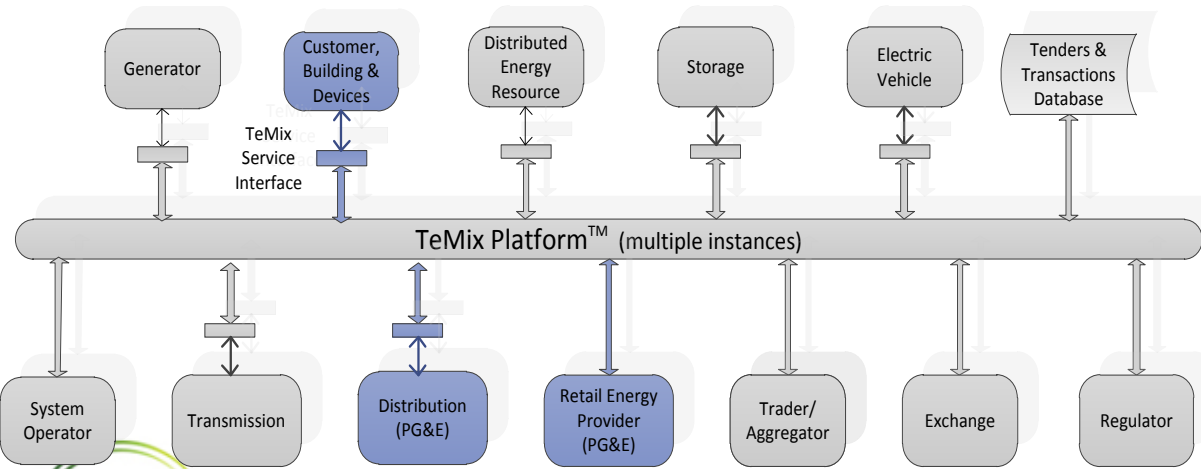 Generator
Customer,
Building &
Devices
Distributed
Energy
Resource
Storage
Electric
Vehicle
Tenders &
Transactions
Database
TeMix
Service
Interface
TeMix Platform™ (multiple instances)
System
Operator
Transmission
Distribution
(PG&E)
Retail Energy
Provider
(PG&E)
Trader/
Aggregator
Exchange
Regulator